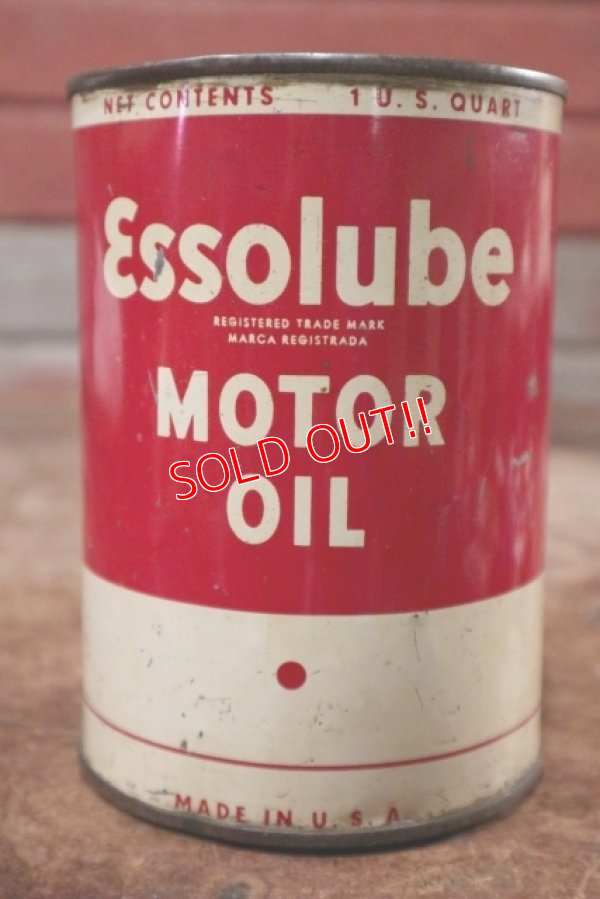 NET CONTENTS 1 U. S. QUART
Essolube
REGISTERED TRADE MARK
MARCA REGISTRADA
MOTOR
SOLD OUT!!
OIL
MADE IN U. S. A.